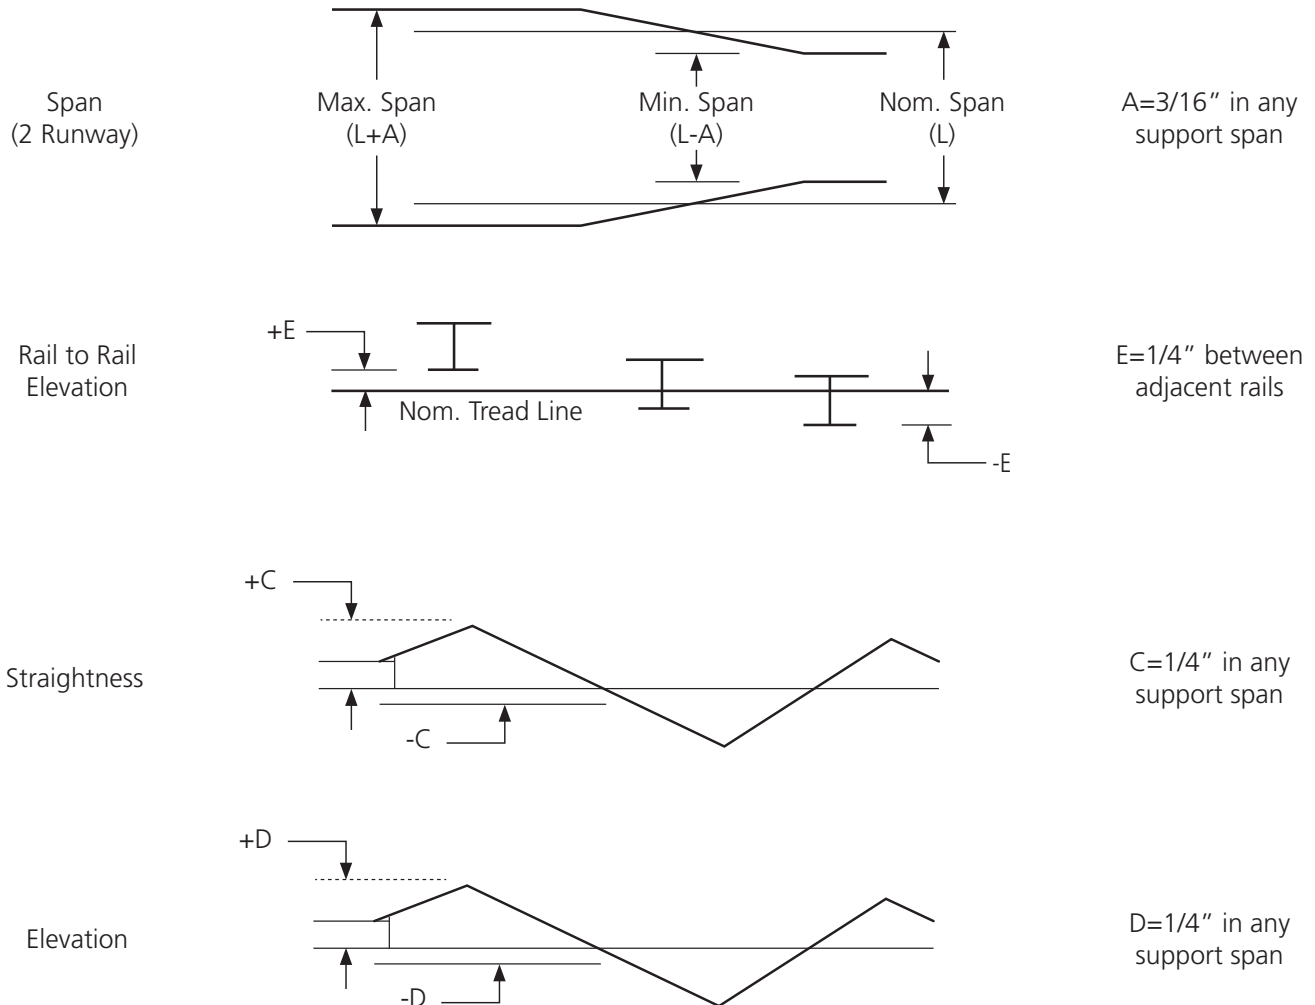 Span
(2 Runway)
Max. Span
(L+A)
Min. Span
(L-A)
Nom. Span
(L)
A=3/16” in any
support span
Rail to Rail
Elevation
+E
Nom. Tread Line
-E
E=1/4” between
adjacent rails
Straightness
+C
-C
C=1/4” in any
support span
Elevation
+D
-D
D=1/4” in any
support span